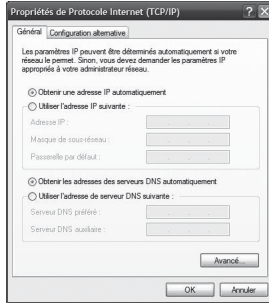 Propriétés de Protocole Internet (TCP/IP)
Général
Configuration alternative
Les paramètres IP peuvent être déterminés automatiquement si votre
réseau le permet. Sinon, vous devez demander les paramètres IP
appropriés à votre administrateur réseau.
Obtenir une adresse IP automatiquement
Utiliser l'adresse IP suivante :
Adresse IP :
Masque de sous-réseau :
Passerelle par défaut :
Obtenir les adresses des serveurs DNS automatiquement
Utiliser l'adresse de serveur DNS suivante :
Serveur DNS préféré :
Serveur DNS auxiliaire :
Avancé...
OK
Annuler